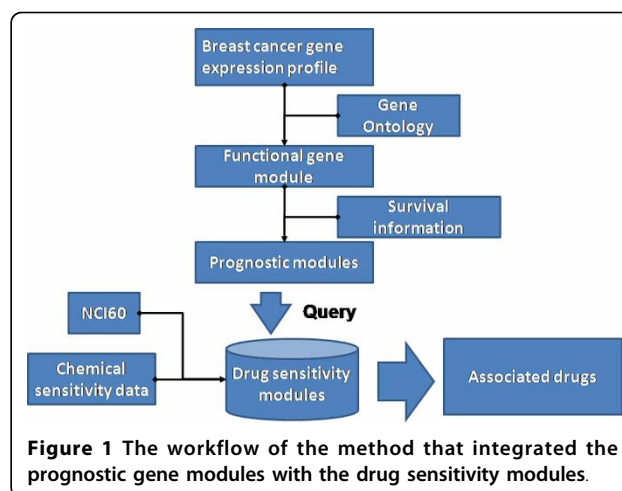 Breast cancer gene
expression profile
Gene
Ontology
Functional gene
module
Survival
information
Prognostic modules
Query
NCI60
Chemical
sensitivity data
Drug sensitivity
modules
Associated drugs
Figure 1 The workflow of the method that integrated the
prognostic gene modules with the drug sensitivity modules.